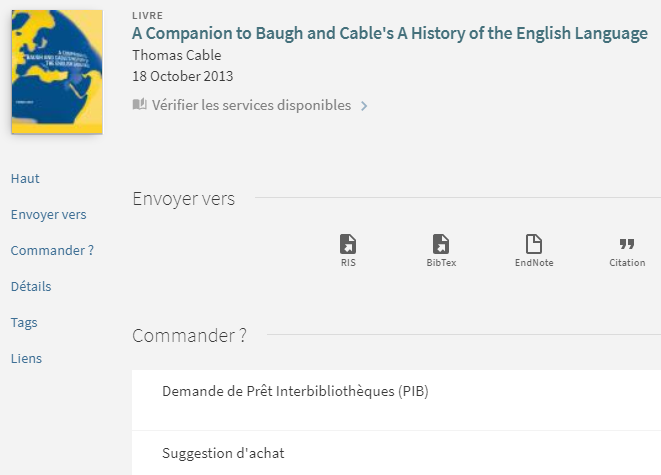 LIVRE
A Companion to Baugh and Cable's A History of the English Language
Thomas Cable
18 October 2013
Vérifier les services disponibles
Haut
Envoyer vers
Commander ?
Détails
Tags
Liens
Envoyer vers
RIS
BibTex
EndNote
Citation
Commander ?
Demande de Prêt Interbibliothèques (PIB)
Suggestion d'achat